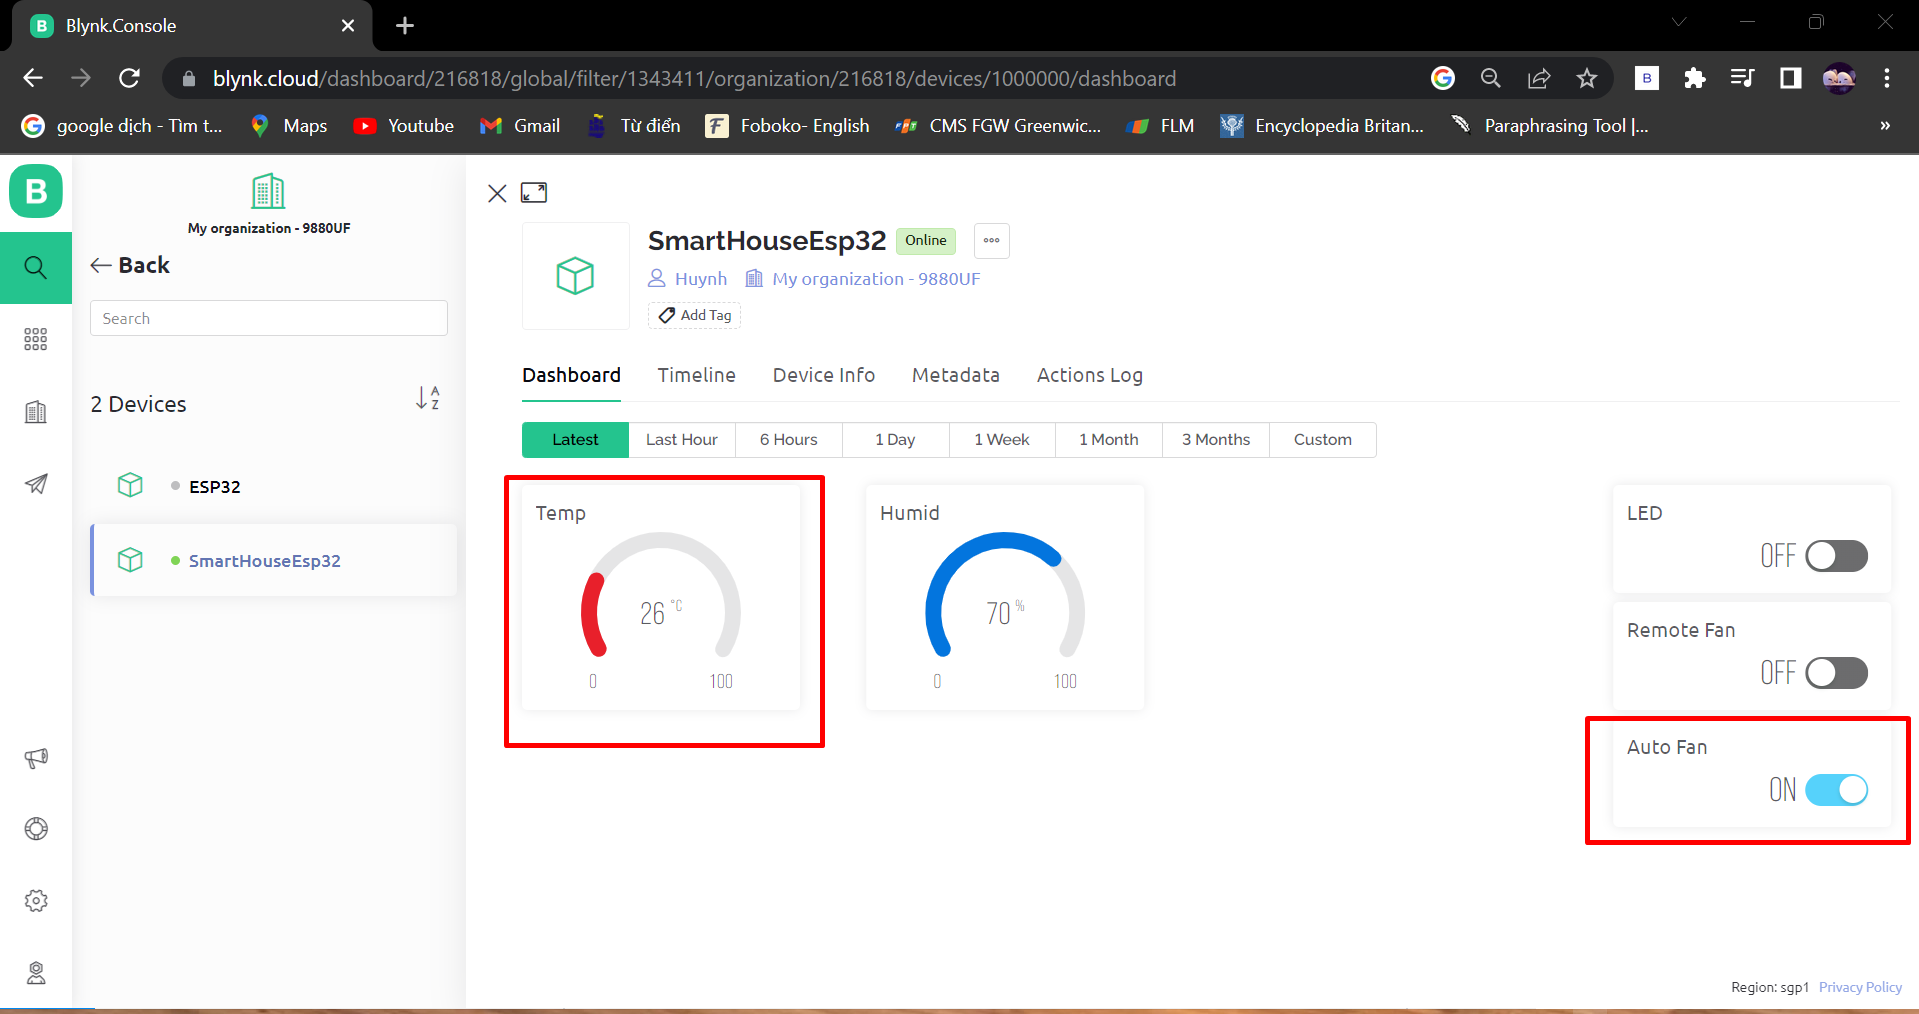 B Blynk.Console
blynk.cloud/dashboard/216818/global/filter/1343411/organization/216818/devices/1000000/dashboard
B
google dịch - Tìm t... Maps Youtube Gmail Từ điển Foboko- English CMS FGW Greenwic... FLM Encyclopedia Britan... Paraphrasing Tool |... »
B
My organization - 9880UF
Back
Search
2 Devices
A
Z
ESP32
SmartHouseEsp32
SmartHouseEsp32 Online
Huynh My organization - 9880UF
Add Tag
Dashboard Timeline Device Info Metadata Actions Log
Latest Last Hour 6 Hours 1 Day 1 Week 1 Month 3 Months Custom
Temp
26 °C
0 100
Humid
70 %
0 100
LED
OFF
Remote Fan
OFF
Auto Fan
ON
Region: sgp1 Privacy Policy